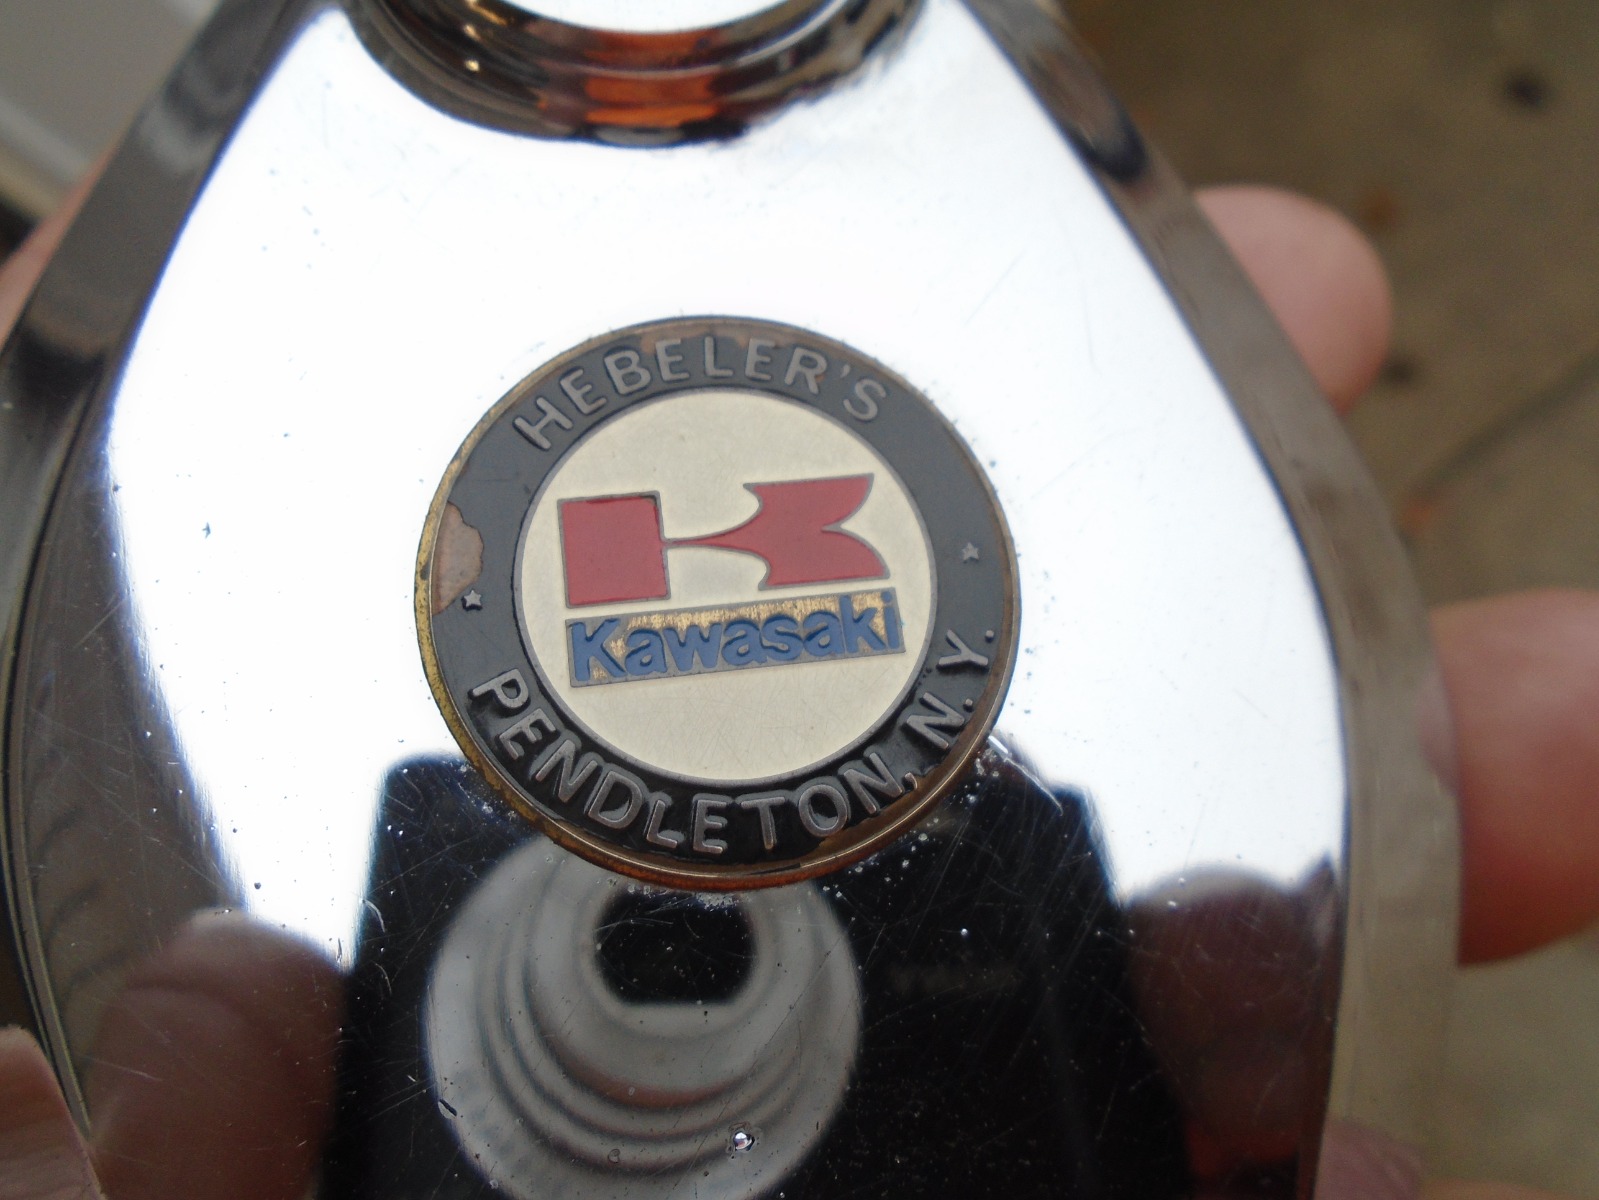 HEBELER'S
K
Kawasaki
PENDLETON, N.Y.